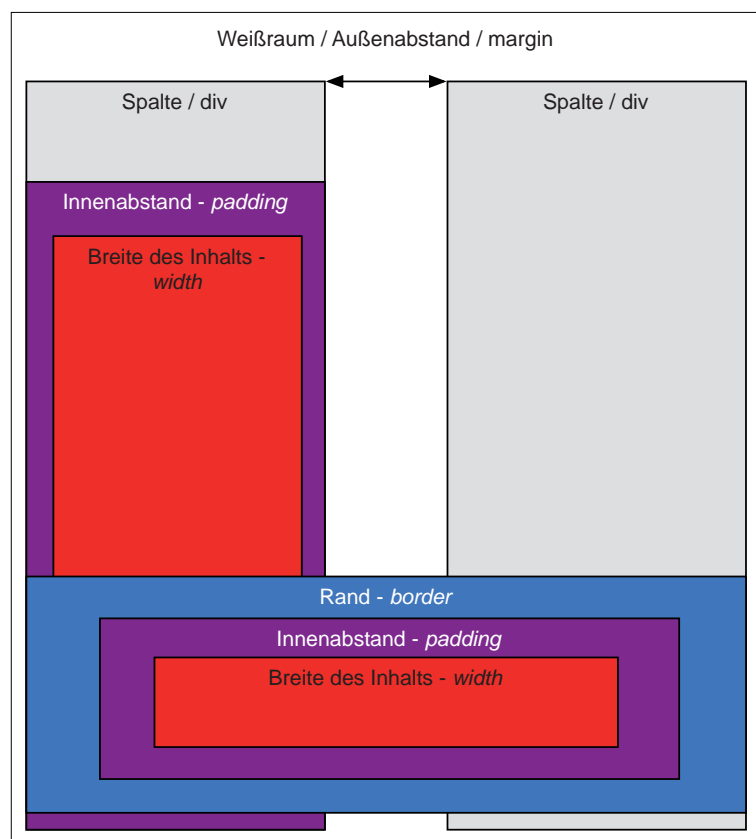 Weißraum / Außenabstand / margin
Spalte / div
Spalte / div
Innenabstand - padding
Breite des Inhalts -
width
Rand - border
Innenabstand - padding
Breite des Inhalts - width